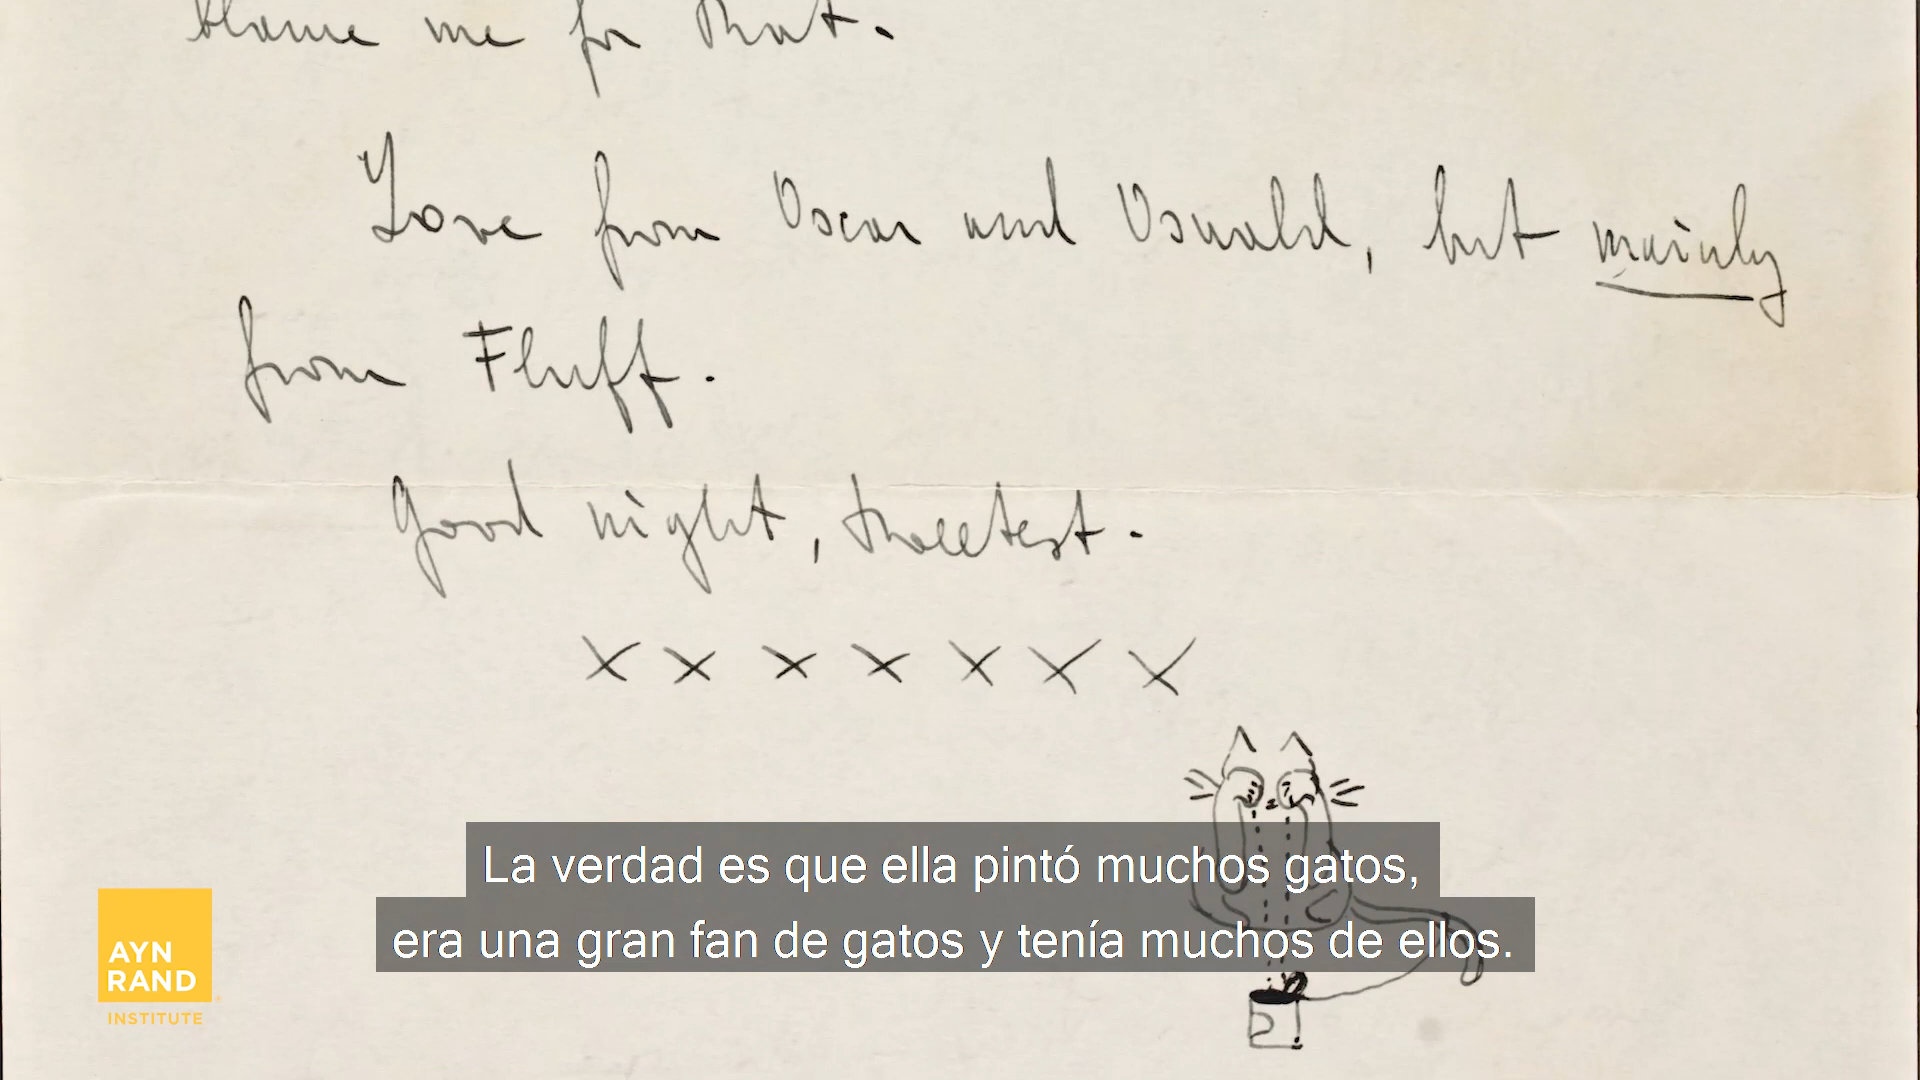 blame me for that.
Love from Oscar and Oswald, but mainly
from Fluff.
Good night, tweetest.
x x x x x x x
La verdad es que ella pintó muchos gatos,
era una gran fan de gatos y tenía muchos de ellos.
AYN
RAND
INSTITUTE